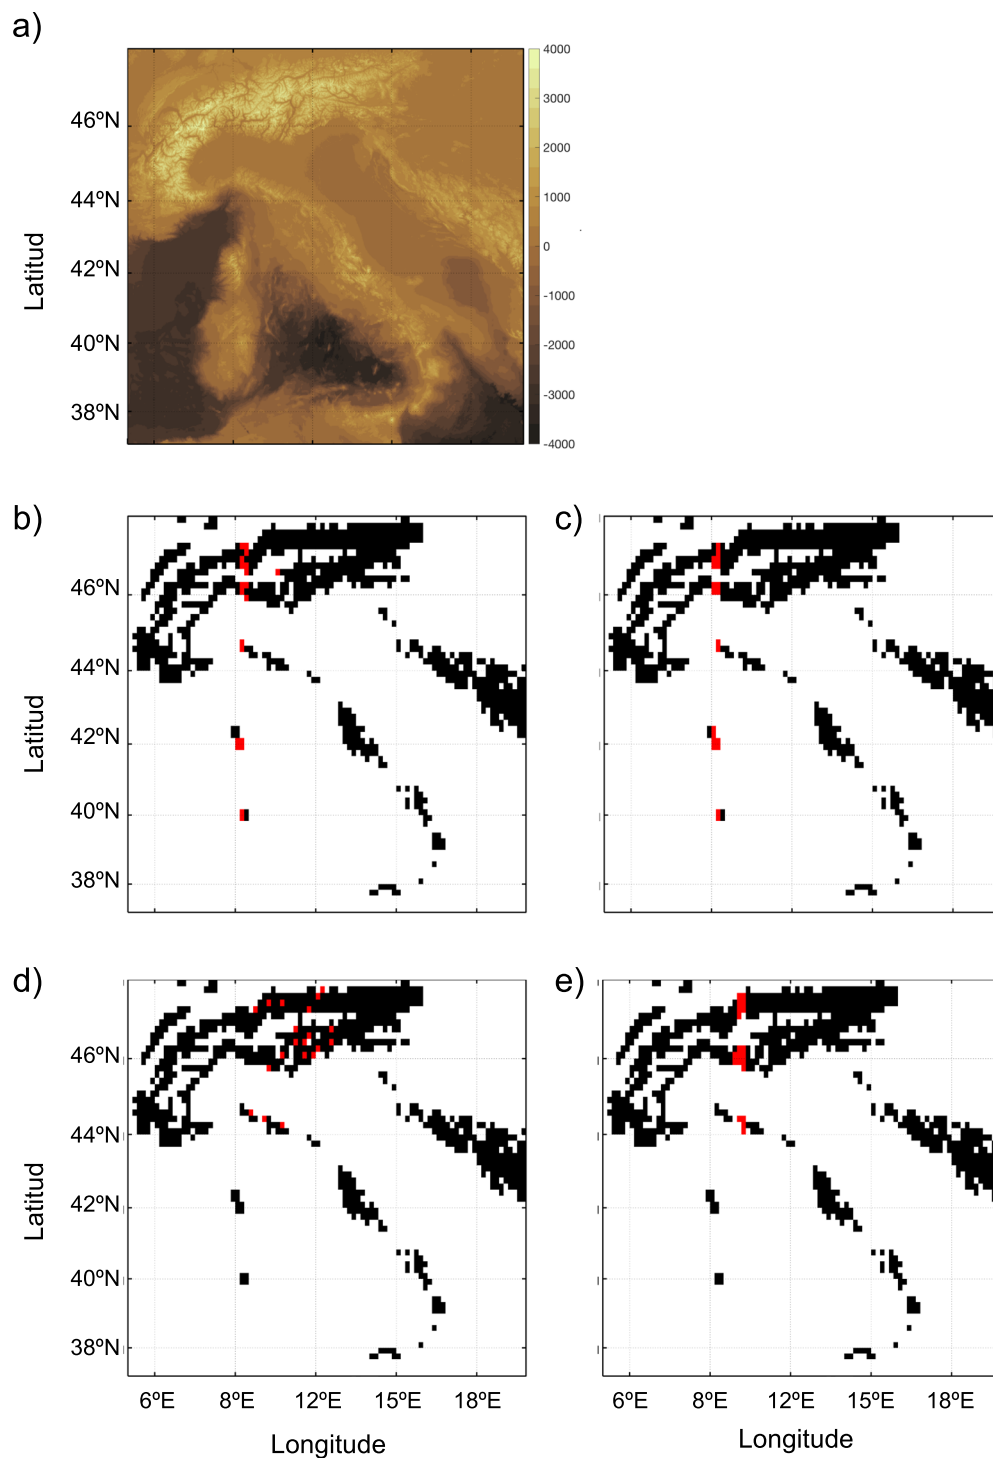 a)
4000
3000
2000
1000
0
-1000
-2000
-3000
-4000
46ºN
44ºN
42ºN
40ºN
38ºN
Latitud
b)
46ºN
44ºN
42ºN
40ºN
38ºN
Latitud
c)
d)
46ºN
44ºN
42ºN
40ºN
38ºN
Latitud
6ºE 8ºE 12ºE 15ºE 18ºE
Longitude
e)
6ºE 8ºE 12ºE 15ºE 18ºE
Longitude